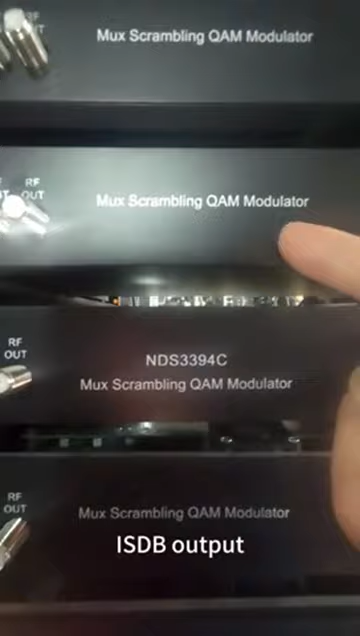 RF
OUT
Mux Scrambling QAM Modulator
RF
OUT
Mux Scrambling QAM Modulator
RF
OUT
NDS3394C
Mux Scrambling QAM Modulator
RF
OUT
Mux Scrambling QAM Modulator
ISDB output